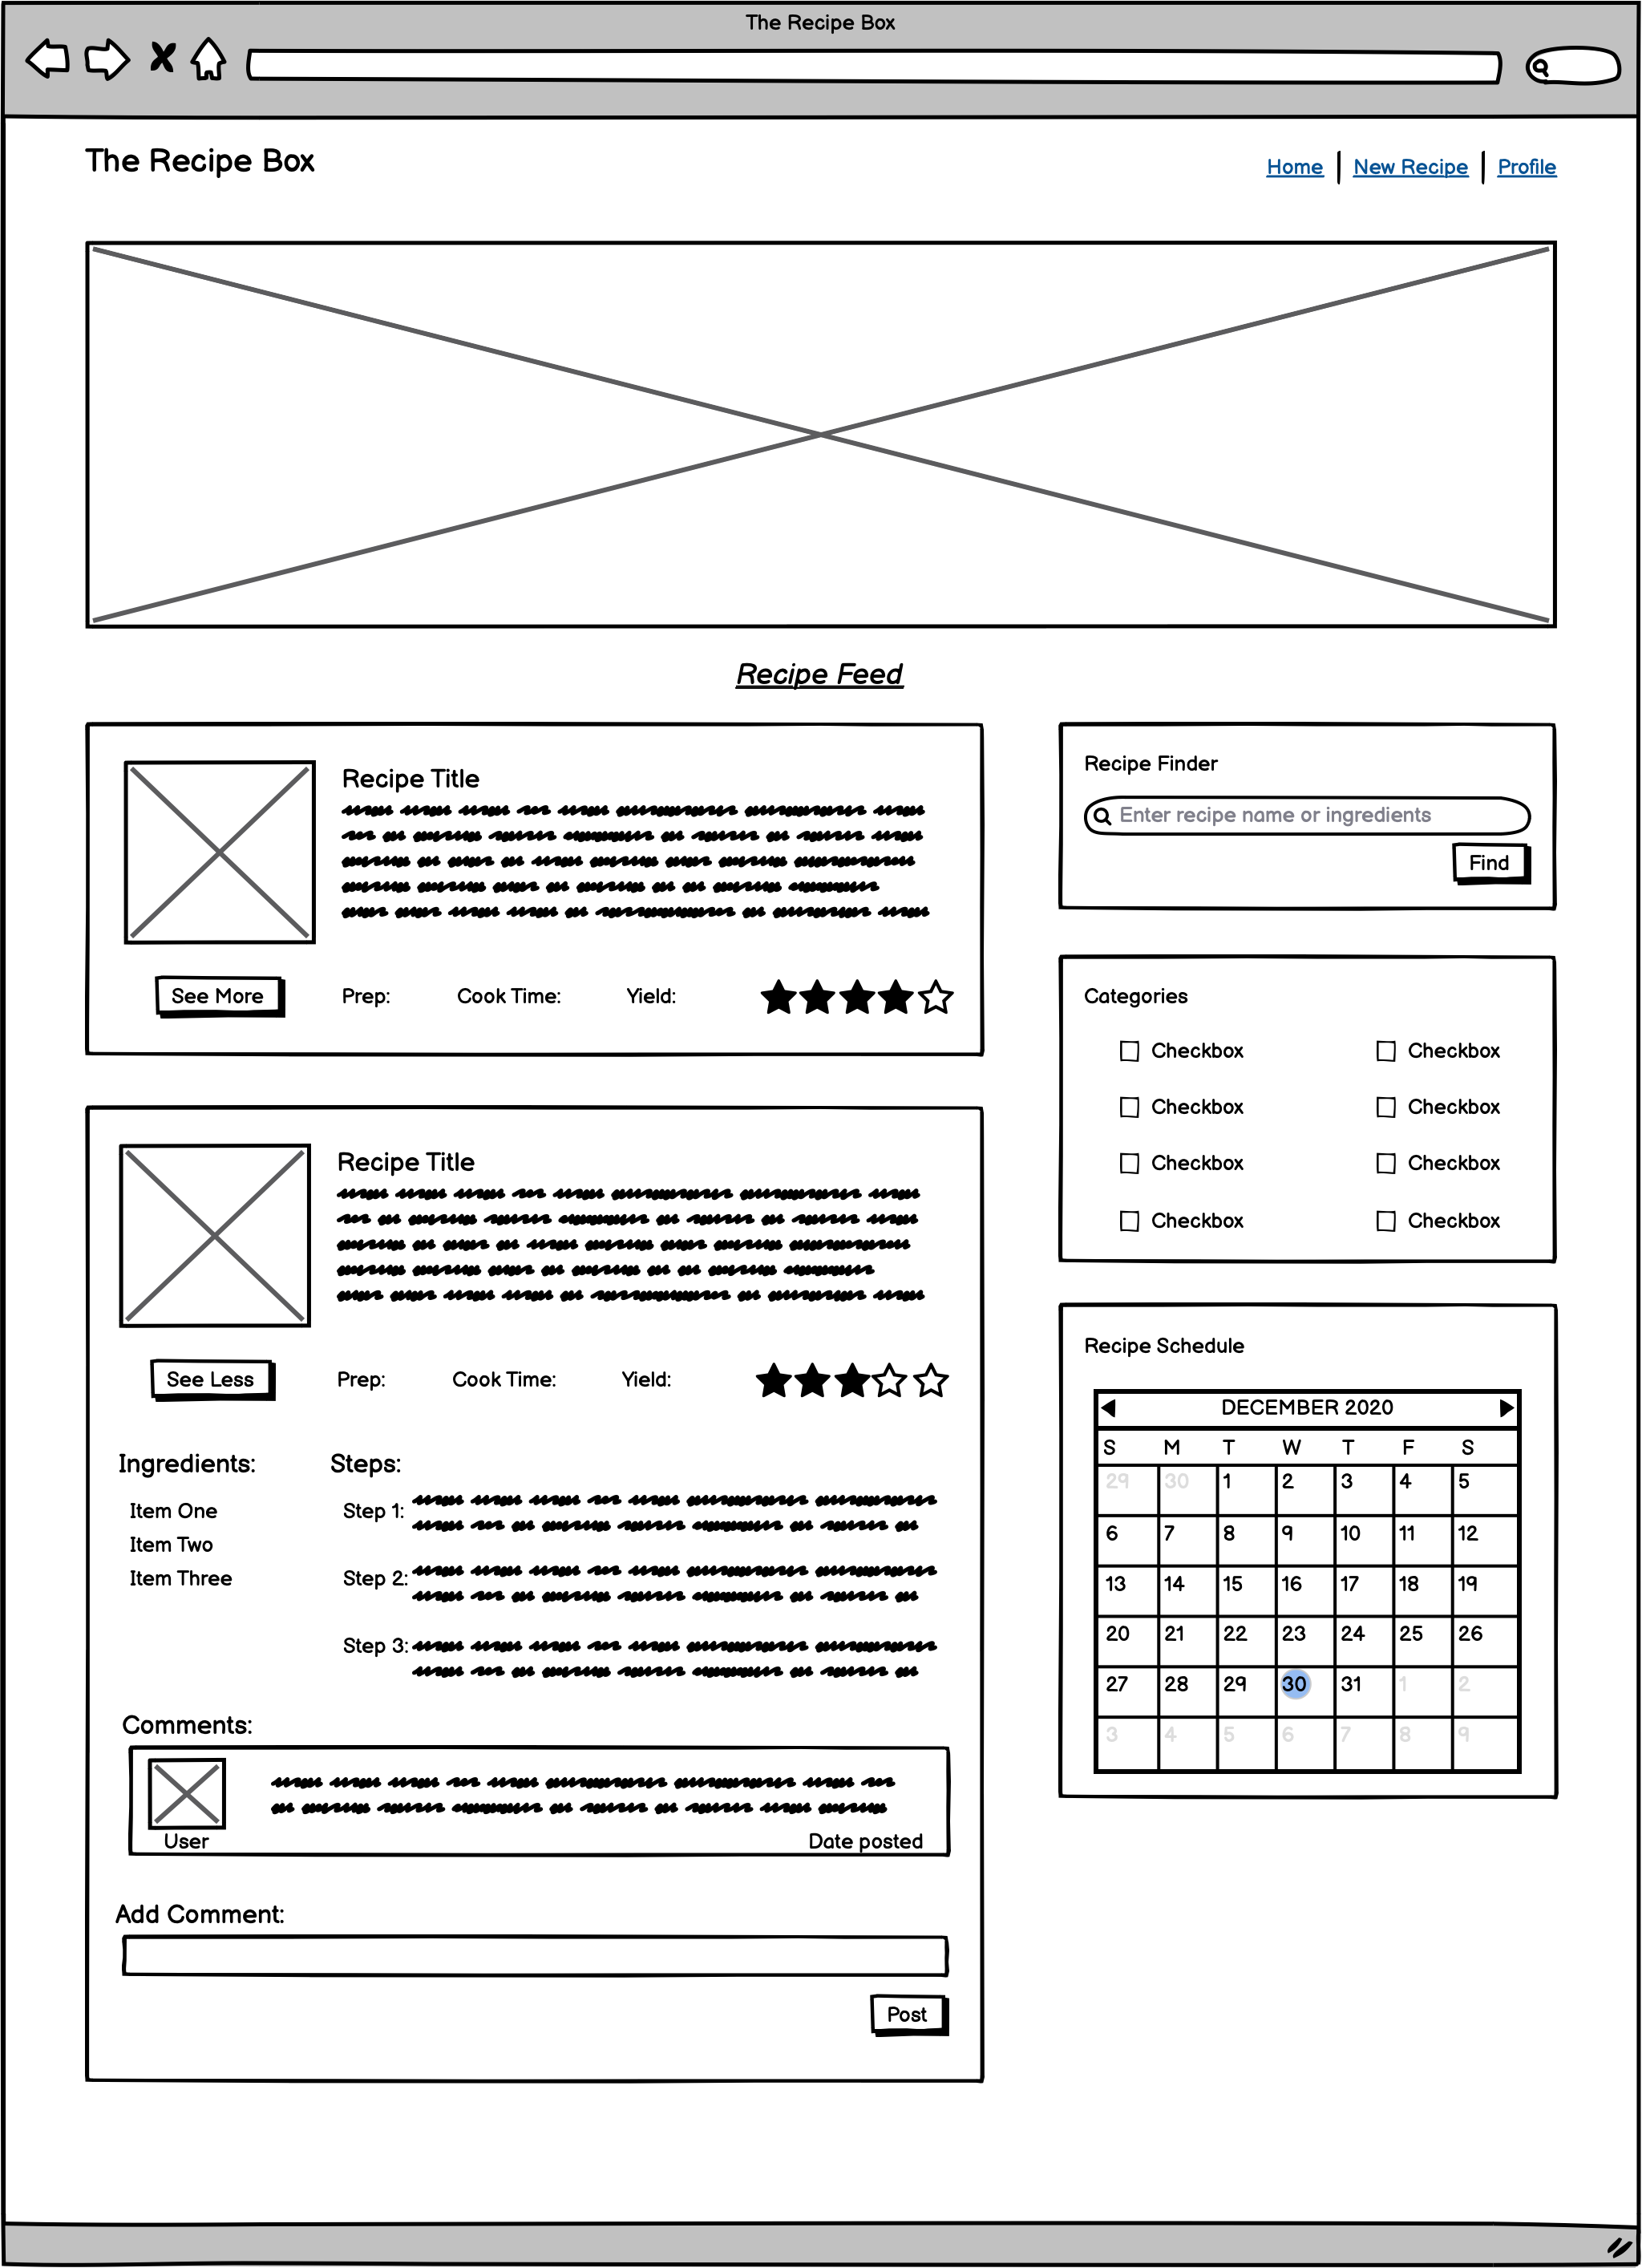 The Recipe Box
The Recipe Box
Home | New Recipe | Profile
Recipe Feed
Recipe Title
See More Prep: Cook Time: Yield:
Recipe Title
See Less Prep: Cook Time: Yield:
Ingredients:
Item One
Item Two
Item Three
Steps:
Step 1:
Step 2:
Step 3:
Comments:
User
Date posted
Add Comment:
Post
Recipe Finder
Enter recipe name or ingredients
Find
Categories
Checkbox Checkbox
Checkbox Checkbox
Checkbox Checkbox
Checkbox Checkbox
Recipe Schedule
DECEMBER 2020
S M T W T F S
29 30 1 2 3 4 5
6 7 8 9 10 11 12
13 14 15 16 17 18 19
20 21 22 23 24 25 26
27 28 29 30 31 1 2
3 4 5 6 7 8 9